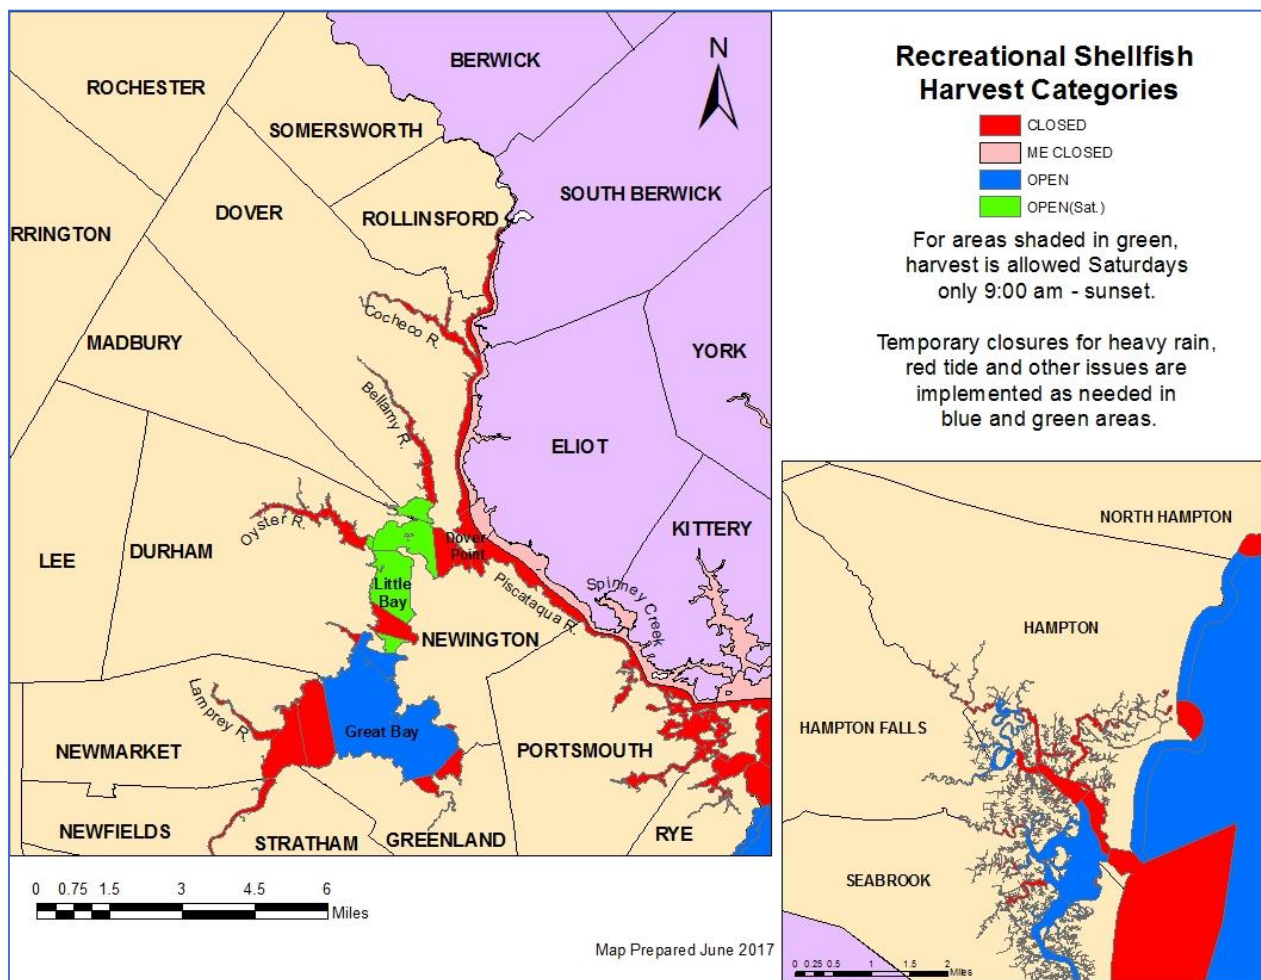 BERWICK
ROCHESTER
SOMERSWORTH
SOUTH BERWICK
DOVER
ROLLINSFORD
RRINGTON
Cocheco R.
MADBURY
YORK
Bellamy R.
ELIOT
Oyster R.
KITTERY
DURHAM
LEE
Dover
Point
Little
Bay
Piscataqua R.
Spinney Creek
NEWINGTON
Lamprey R.
Great Bay
NEWMARKET
PORTSMOUTH
NEWFIELDS
STRATHAM
GREENLAND
RYE
N
0 0.75 1.5 3 4.5 6
Miles
Map Prepared June 2017
Recreational Shellfish
Harvest Categories
CLOSED
ME CLOSED
OPEN
OPEN(Sat.)
For areas shaded in green,
harvest is allowed Saturdays
only 9:00 am - sunset.
Temporary closures for heavy rain,
red tide and other issues are
implemented as needed in
blue and green areas.
NORTH HAMPTON
HAMPTON
HAMPTON FALLS
SEABROOK
0 0.25 0.5 1 1.5 2
Miles